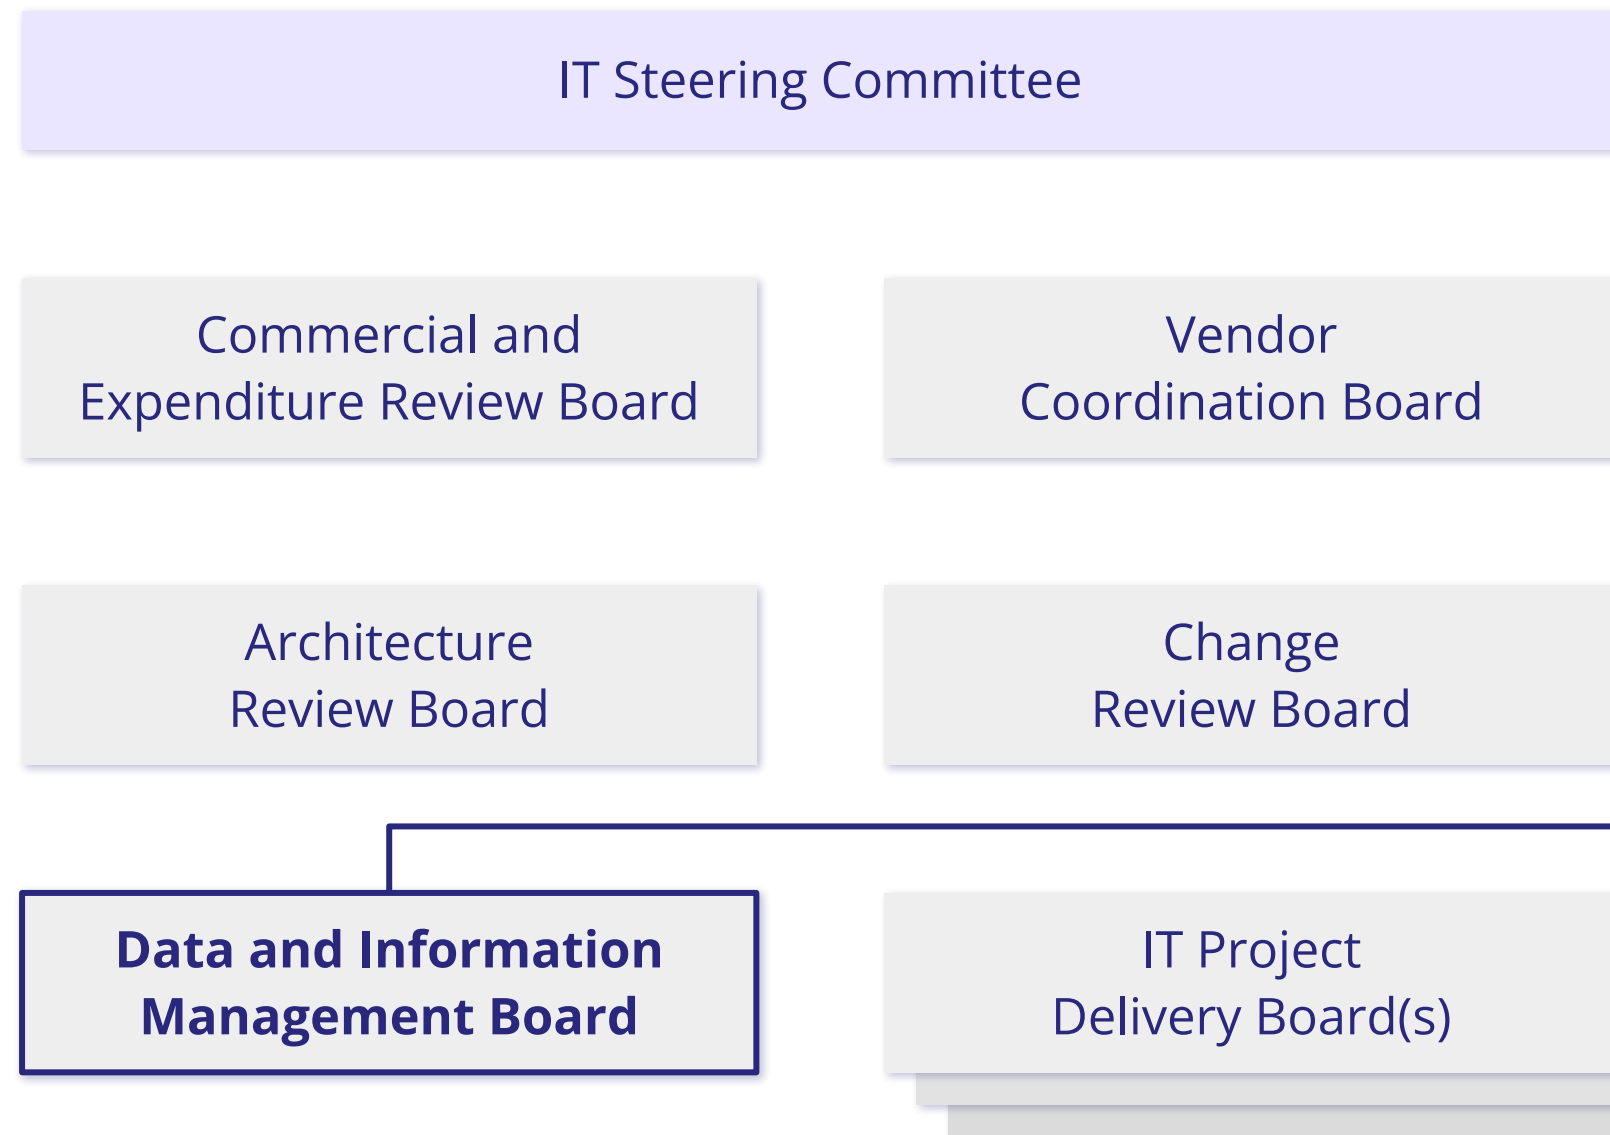 IT Steering Committee
Commercial and
Expenditure Review Board
Vendor
Coordination Board
Architecture
Review Board
Change
Review Board
Data and Information
Management Board
IT Project
Delivery Board(s)